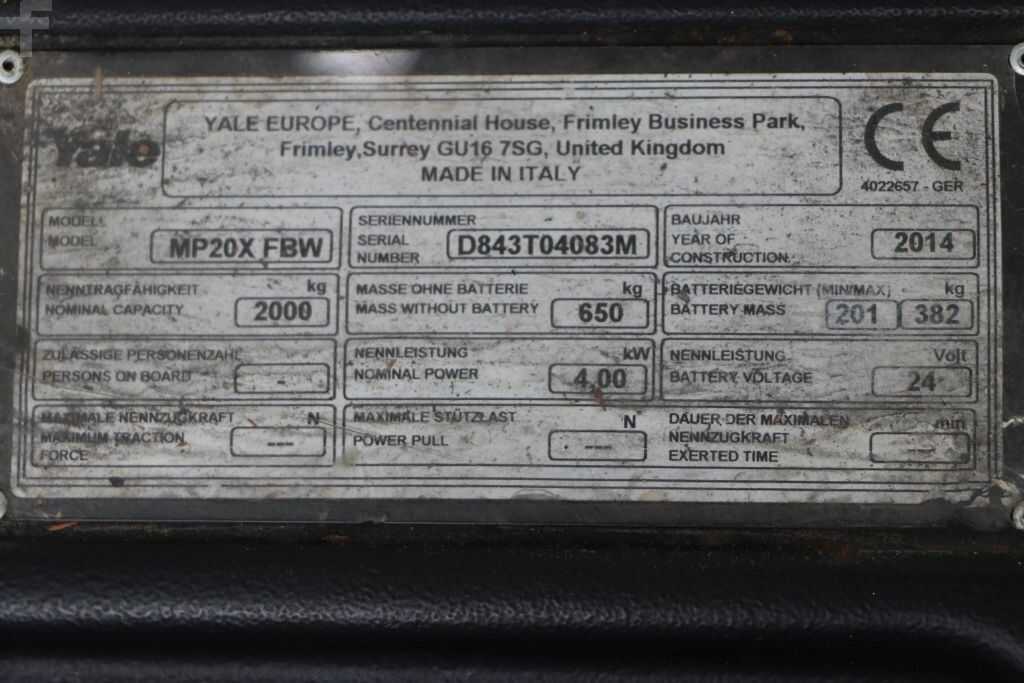 Yale
YALE EUROPE, Centennial House, Frimley Business Park,
Frimley,Surrey GU16 7SG, United Kingdom
MADE IN ITALY
CE
4022657 - GER
MODELL
MODEL
MP20X FBW
SERIENNUMMER
SERIAL
NUMBER
D843T04083M
BAUJAHR
YEAR OF
CONSTRUCTION
2014
NENNTRAGFÄHIGKEIT kg
NOMINAL CAPACITY 2000
MASSE OHNE BATTERIE kg
MASS WITHOUT BATTERY 650
BATTERIEGEWICHT (MIN/MAX) kg
BATTERY MASS 201 382
ZULÄSSIGE PERSONENZAHL
PERSONS ON BOARD -
NENNLEISTUNG kW
NOMINAL POWER 4.00
NENNLEISTUNG Volt
BATTERY VOLTAGE 24
MAXIMALE NENNZUGKRAFT N
MAXIMUM TRACTION
FORCE
---
MAXIMALE STÜTZLAST N
POWER PULL ---
DAUER DER MAXIMALEN min
NENNZUGKRAFT
EXERTED TIME
---